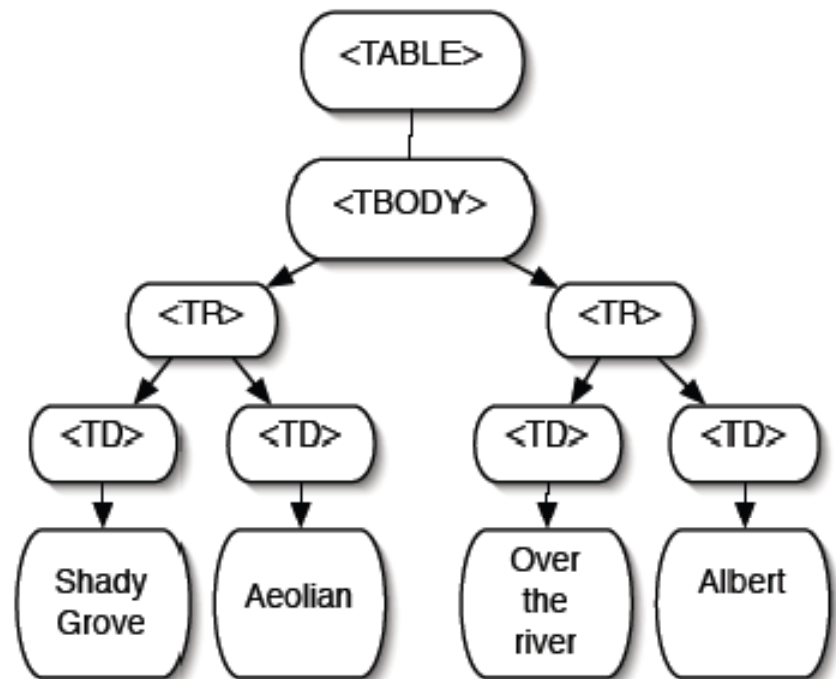 <TABLE>
<TBODY>
<TR>
<TR>
<TD>
<TD>
<TD>
<TD>
Shady
Grove
Aeolian
Over
the
river
Albert